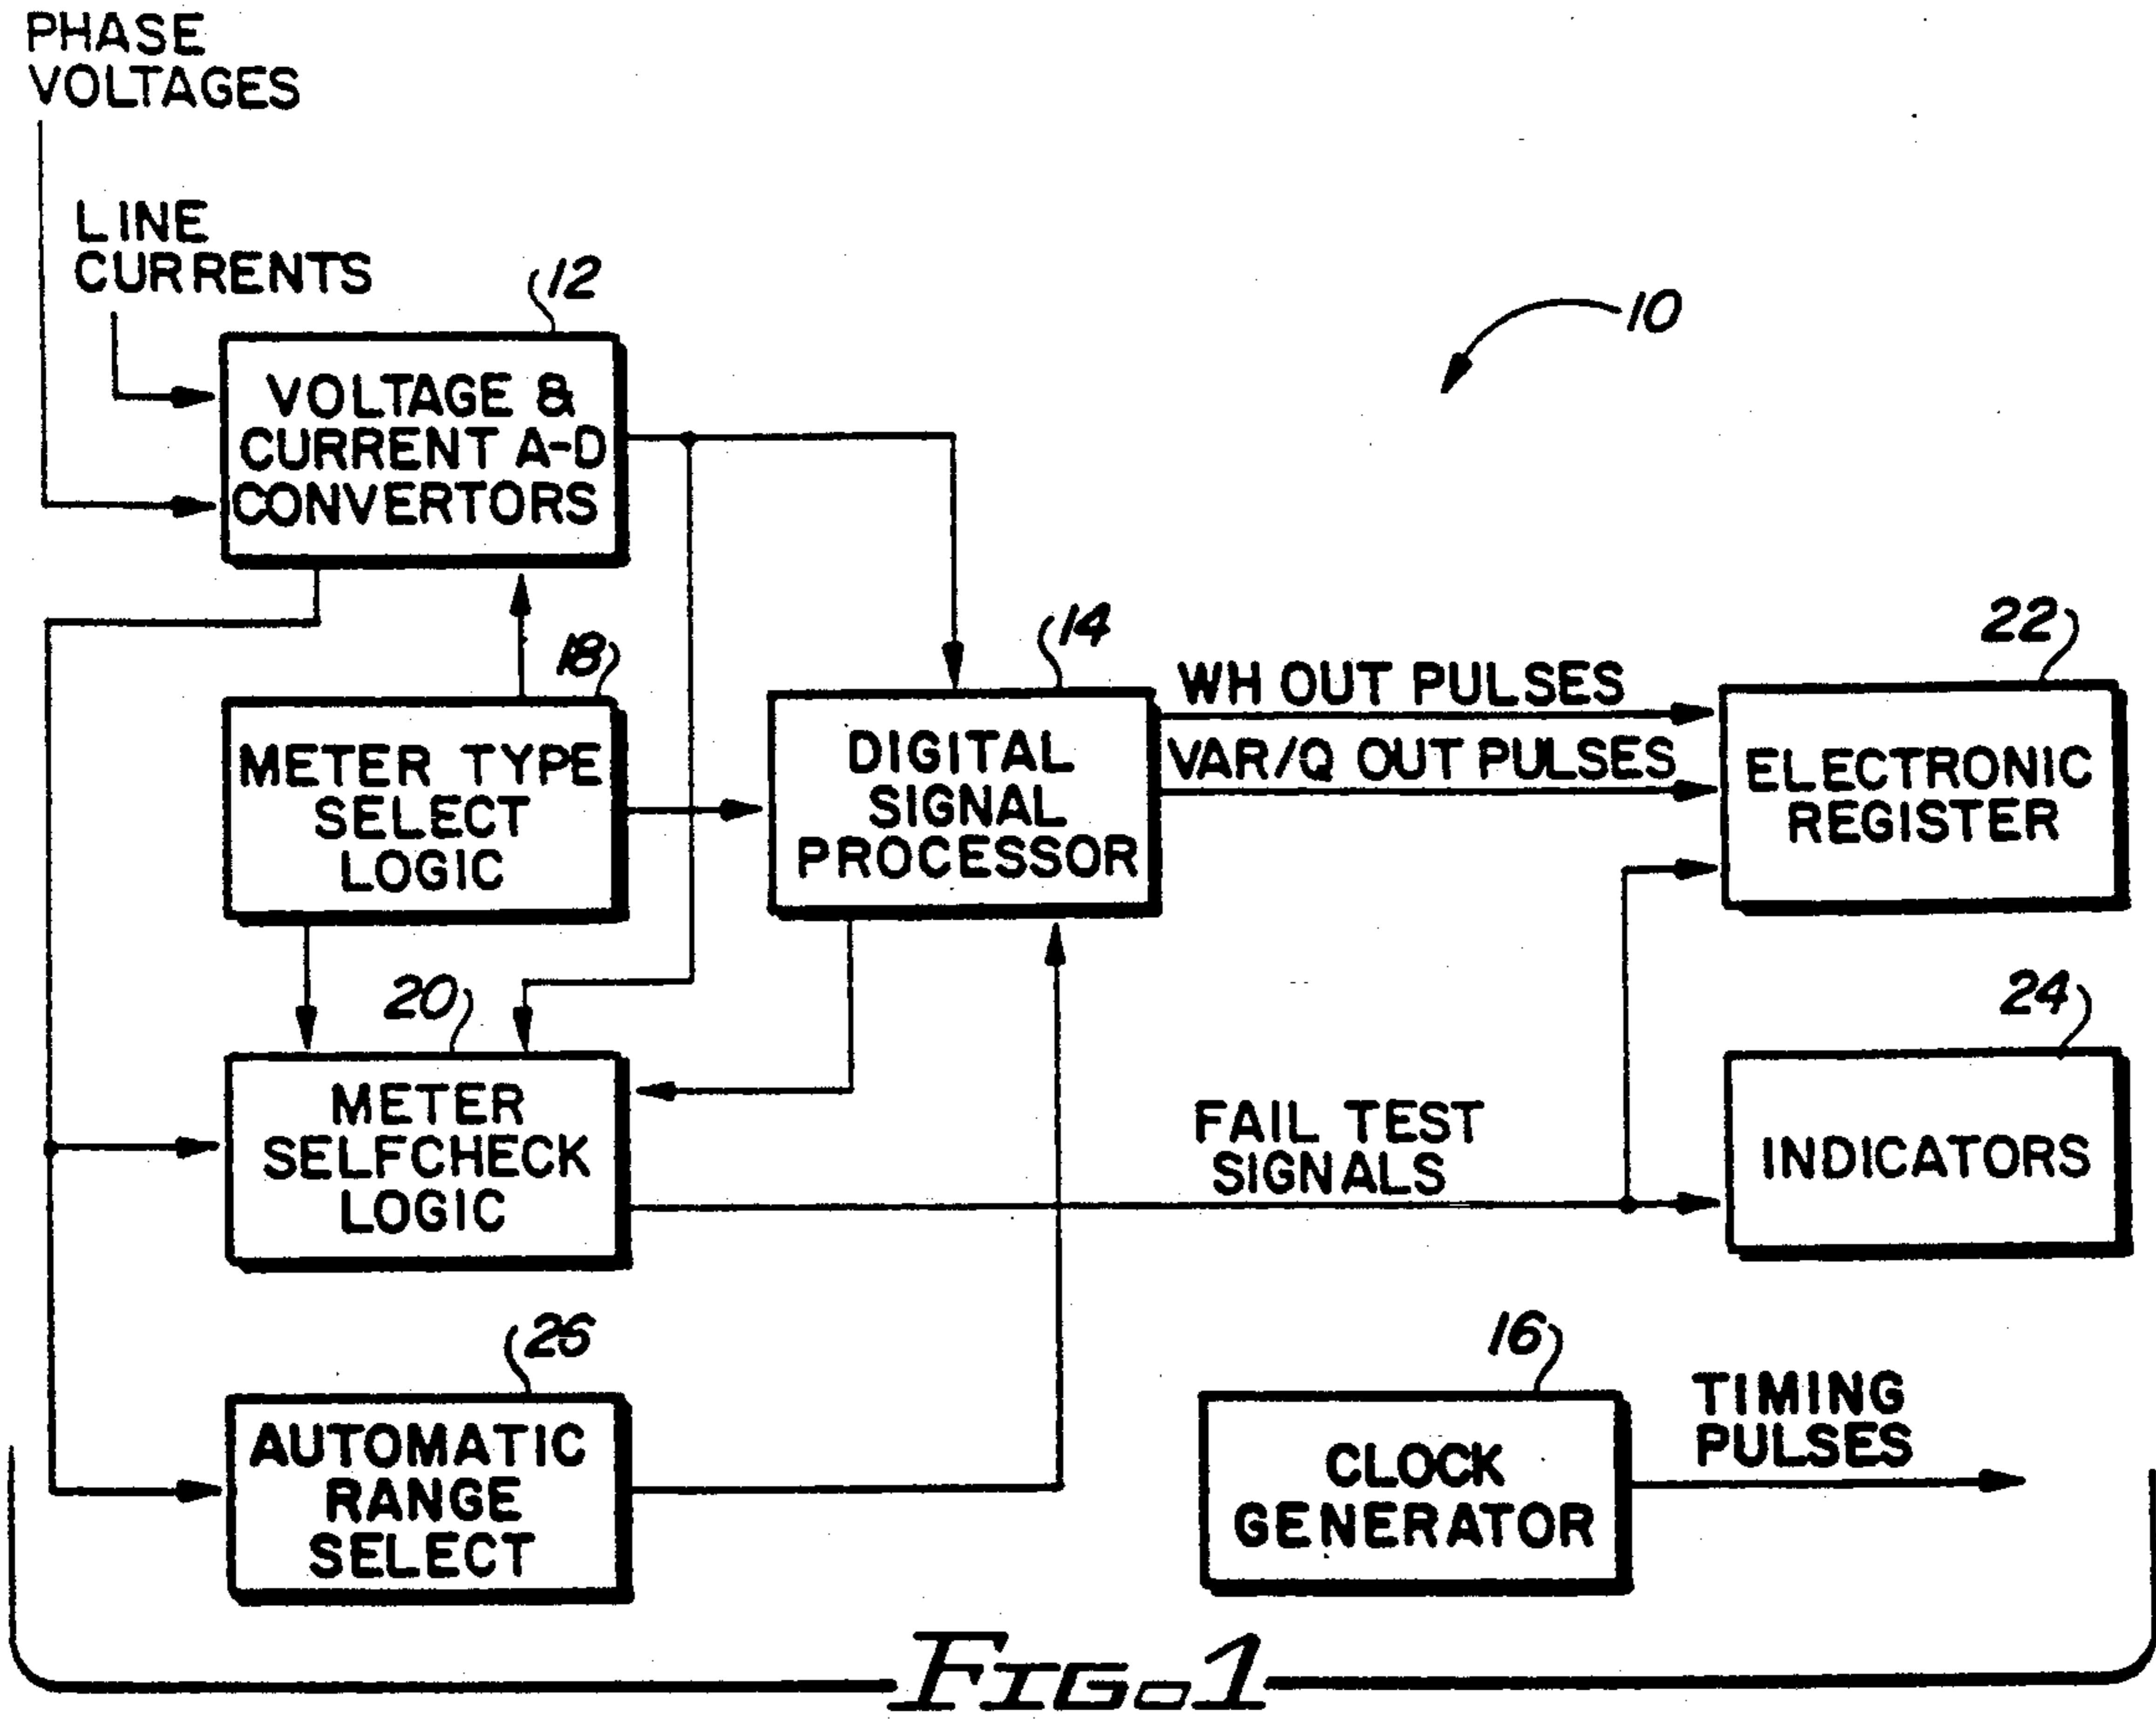 PHASE
VOLTAGES
LINE
CURRENTS
12
10
VOLTAGE &
CURRENT A-D
CONVERTORS
18
14
22
METER TYPE
SELECT
LOGIC
DIGITAL
SIGNAL
PROCESSOR
WH OUT PULSES
VAR/Q OUT PULSES
ELECTRONIC
REGISTER
20
24
METER
SELFCHECK
LOGIC
FAIL TEST
SIGNALS
INDICATORS
26
16
AUTOMATIC
RANGE
SELECT
CLOCK
GENERATOR
TIMING
PULSES
FIG. 1